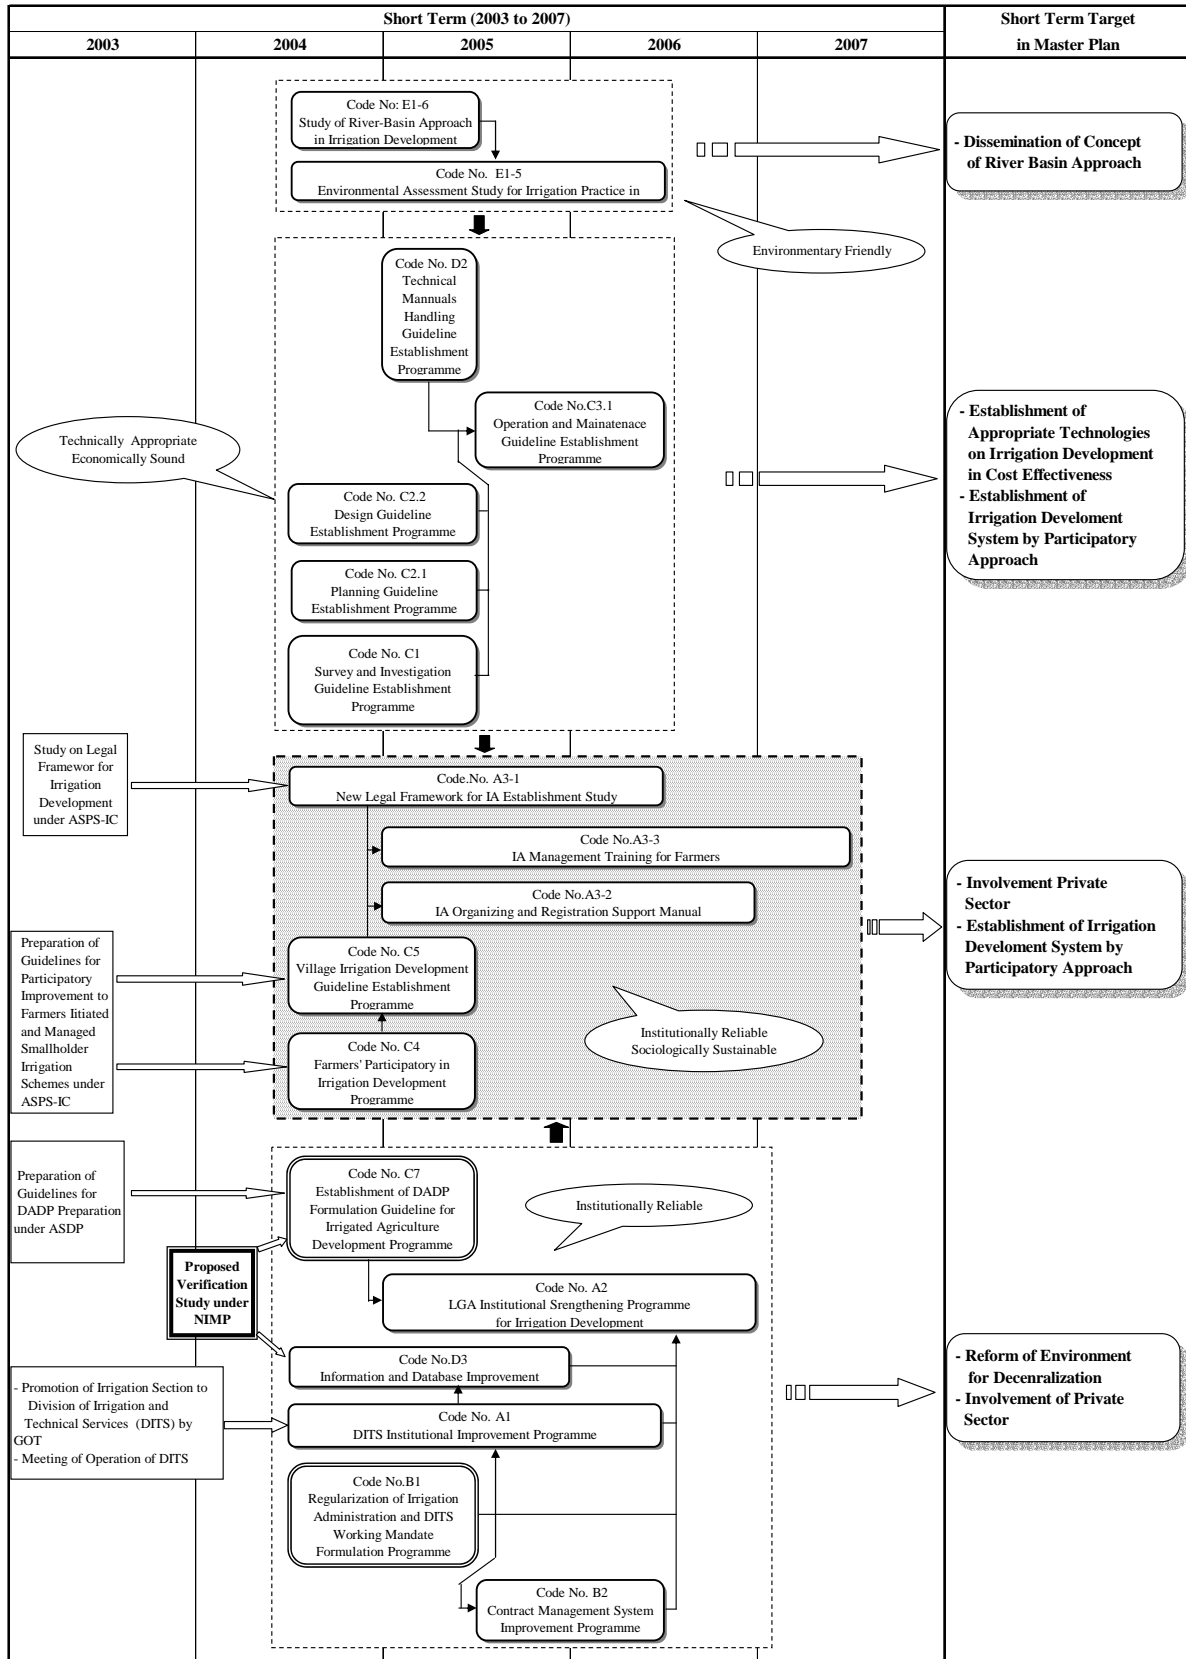 Short Term (2003 to 2007)
Short Term Target
in Master Plan
2003
2004
2005
2006
2007
Code No: E1-6
Study of River-Basin Approach
in Irrigation Development
Code No. E1-5
Environmental Assessment Study for Irrigation Practice in
- Dissemination of Concept
of River Basin Approach
Environmentary Friendly
Code No. D2
Technical
Mannuals
Handling
Guideline
Establishment
Programme
Code No.C3.1
Operation and Mainatenace
Guideline Establishment
Programme
Technically Appropriate
Economically Sound
- Establishment of
Appropriate Technologies
on Irrigation Development
in Cost Effectiveness
- Establishment of
Irrigation Develoment
System by Participatory
Approach
Code No. C2.2
Design Guideline
Establishment Programme
Code No. C2.1
Planning Guideline
Establishment Programme
Code No. C1
Survey and Investigation
Guideline Establishment
Programme
Study on Legal
Framewor for
Irrigation
Development
under ASPS-IC
Code.No. A3-1
New Legal Framework for IA Establishment Study
Code No.A3-3
IA Management Training for Farmers
Code No.A3-2
IA Organizing and Registration Support Manual
- Involvement Private
Sector
- Establishment of Irrigation
Develoment System by
Participatory Approach
Preparation of
Guidelines for
Participatory
Improvement to
Farmers Itiated
and Managed
Smallholder
Irrigation
Schemes under
ASPS-IC
Code No. C5
Village Irrigation Development
Guideline Establishment
Programme
Code No. C4
Farmers' Participatory in
Irrigation Development
Programme
Institutionally Reliable
Sociologically Sustainable
Preparation of
Guidelines for
DADP Preparation
under ASDP
Code No. C7
Establishment of DADP
Formulation Guideline for
Irrigated Agriculture
Development Programme
Institutionally Reliable
Proposed
Verification
Study under
NIMP
Code No. A2
LGA Institutional Srengthening Programme
for Irrigation Development
Code No.D3
Information and Database Improvement
- Reform of Environment
for Decenralization
- Involvement of Private
Sector
- Promotion of Irrigation Section to
Division of Irrigation and
Technical Services (DITS) by
GOT
- Meeting of Operation of DITS
Code No. A1
DITS Institutional Improvement Programme
Code No.B1
Regularization of Irrigation
Administration and DITS
Working Mandate
Formulation Programme
Code No. B2
Contract Management System
Improvement Programme